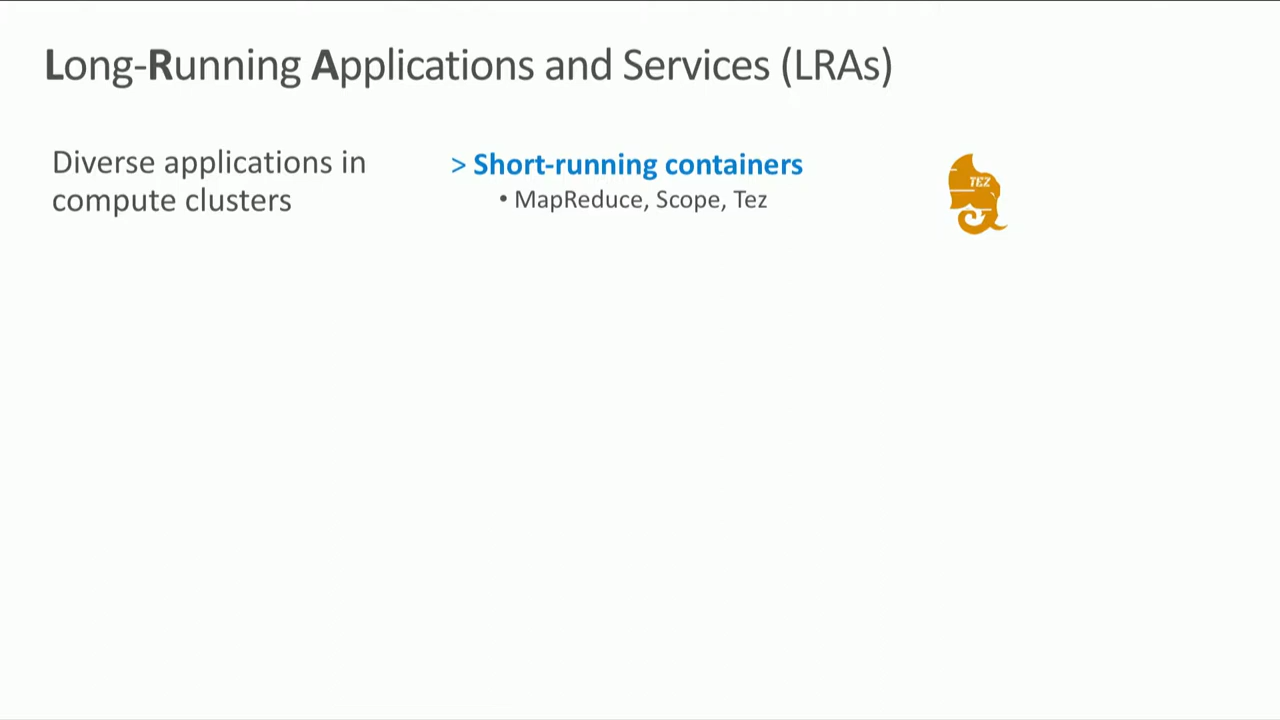 Long-Running Applications and Services (LRAs)
Diverse applications in
compute clusters
> Short-running containers
• MapReduce, Scope, Tez
TEZ